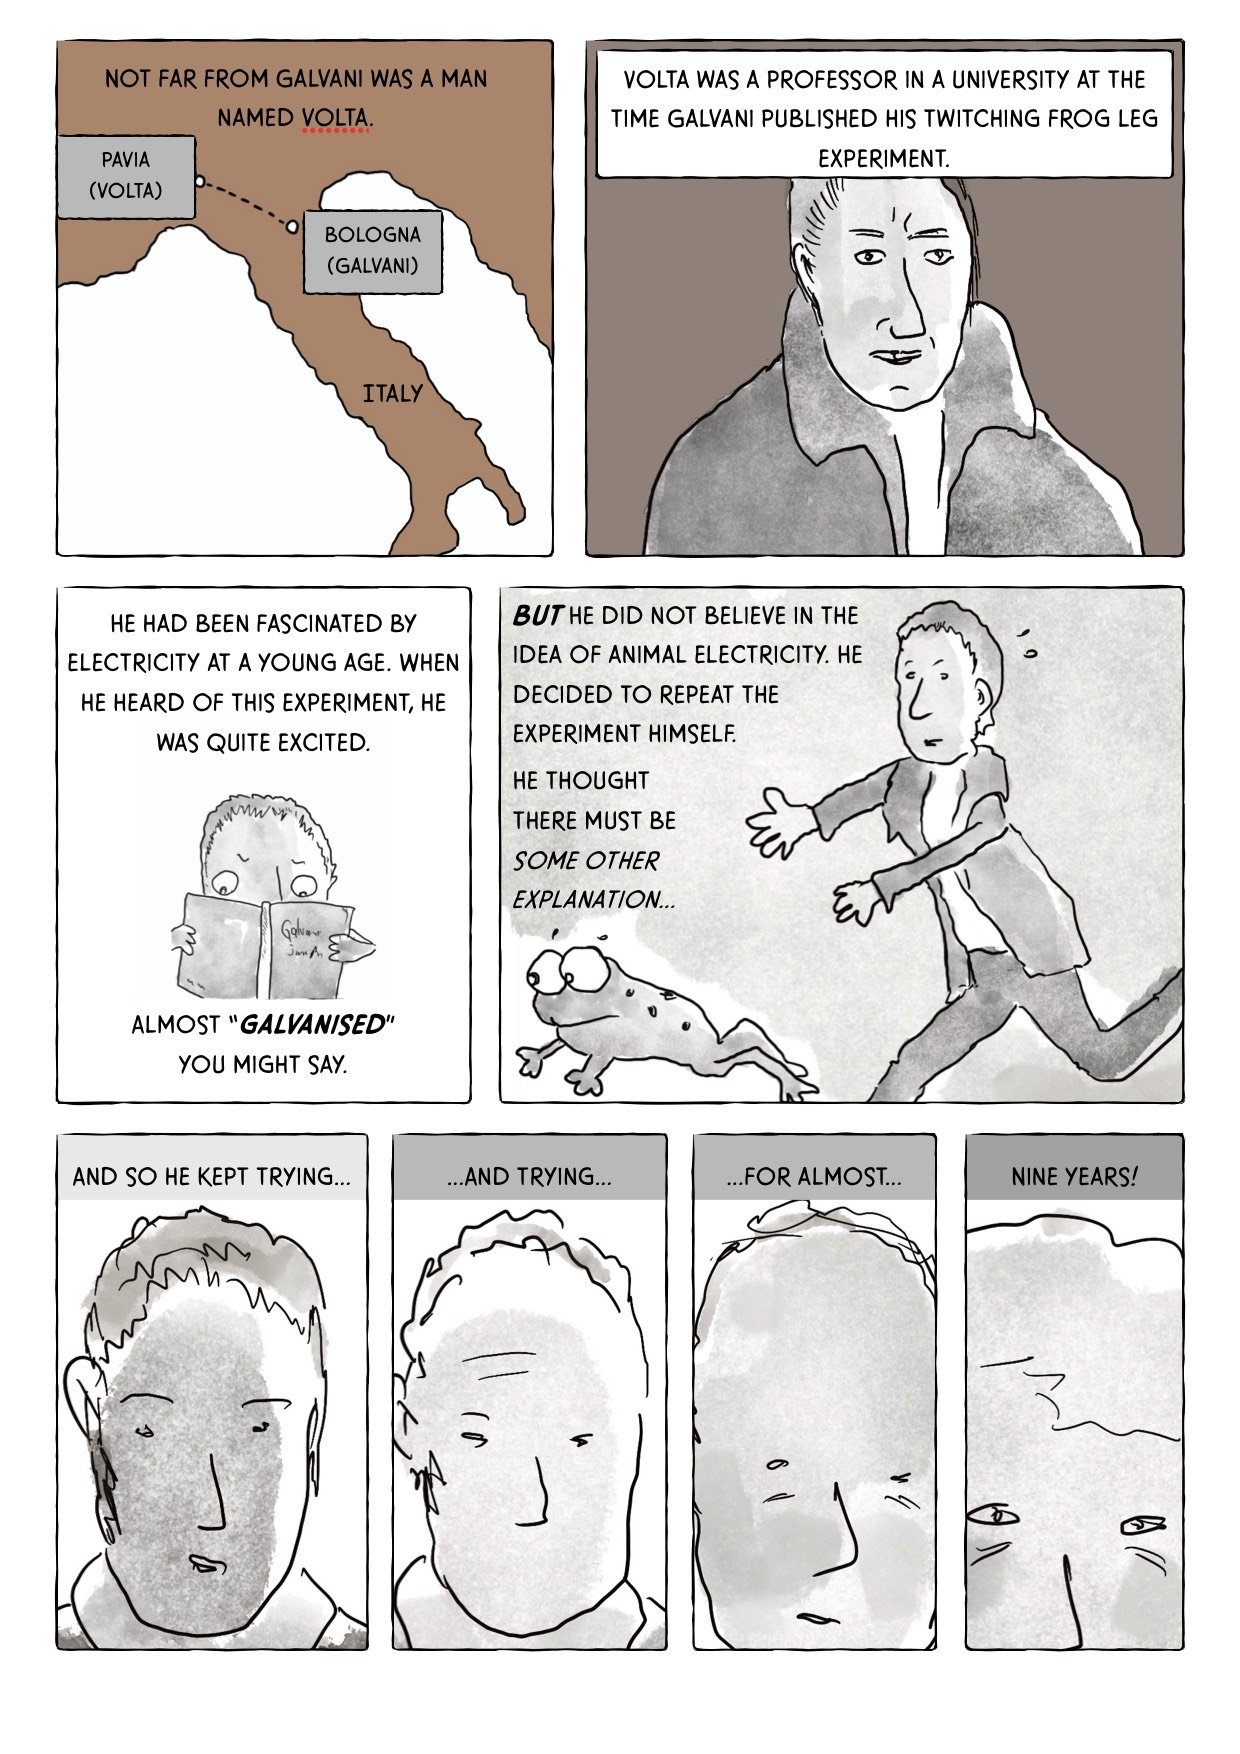 NOT FAR FROM GALVANI WAS A MAN
NAMED VOLTA.
PAVIA
(VOLTA)
BOLOGNA
(GALVANI)
ITALY
VOLTA WAS A PROFESSOR IN A UNIVERSITY AT THE
TIME GALVANI PUBLISHED HIS TWITCHING FROG LEG
EXPERIMENT.
HE HAD BEEN FASCINATED BY
ELECTRICITY AT A YOUNG AGE. WHEN
HE HEARD OF THIS EXPERIMENT, HE
WAS QUITE EXCITED.
ALMOST "GALVANISED"
YOU MIGHT SAY.
BUT HE DID NOT BELIEVE IN THE
IDEA OF ANIMAL ELECTRICITY. HE
DECIDED TO REPEAT THE
EXPERIMENT HIMSELF.
HE THOUGHT
THERE MUST BE
SOME OTHER
EXPLANATION...
AND SO HE KEPT TRYING...
...AND TRYING...
...FOR ALMOST...
NINE YEARS!